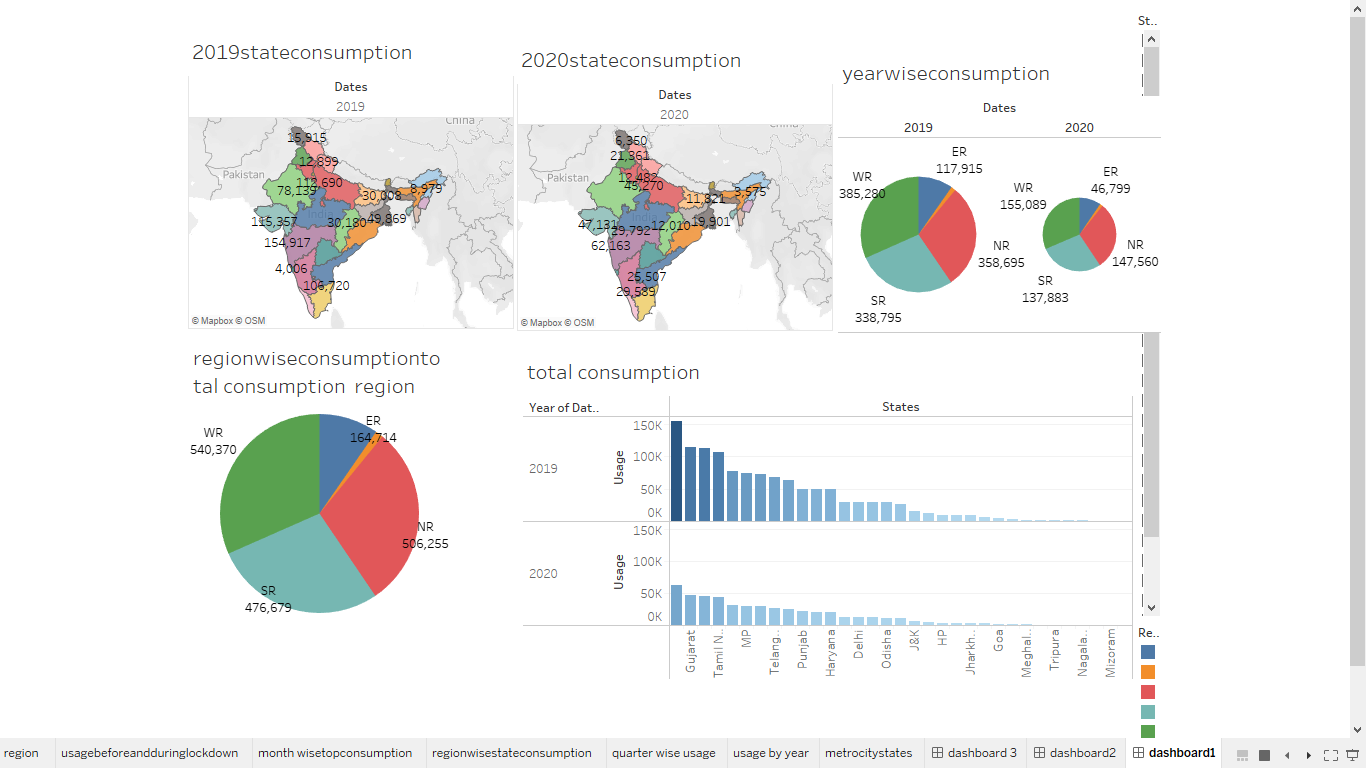 St..
2019stateconsumption
Dates
2019
China
15,915
12,899
Pakistan
112,690
78,139
30,008
8,979
115,357
India
30,180
49,869
154,917
4,006
106,720
© Mapbox © OSM
2020stateconsumption
Dates
2020
China
6,350
21,361
Pakistan
12,482
45,270
11,821
3,575
47,131
29,792
12,010
19,901
62,163
25,507
29,589
© Mapbox © OSM
yearwiseconsumption
Dates
2019
2020
ER
117,915
WR
385,280
NR
358,695
SR
338,795
ER
46,799
WR
155,089
NR
147,560
SR
137,883
regionwiseconsumptionto
tal consumption region
WR
540,370
ER
164,714
NR
506,255
SR
476,679
total consumption
Year of Dat..
States
2019
Usage
150K
100K
50K
0K
2020
Usage
150K
100K
50K
0K
Gujarat
Tamil N..
MP
Telang..
Punjab
Haryana
Delhi
Odisha
J&K
HP
Jharkh..
Goa
Meghal..
Tripura
Nagala..
Mizoram
Re..
region
usagebeforeandduringlockdown
month wisetopconsumption
regionwisestateconsumption
quarter wise usage
usage by year
metrocitystates
dashboard 3
dashboard2
dashboard1